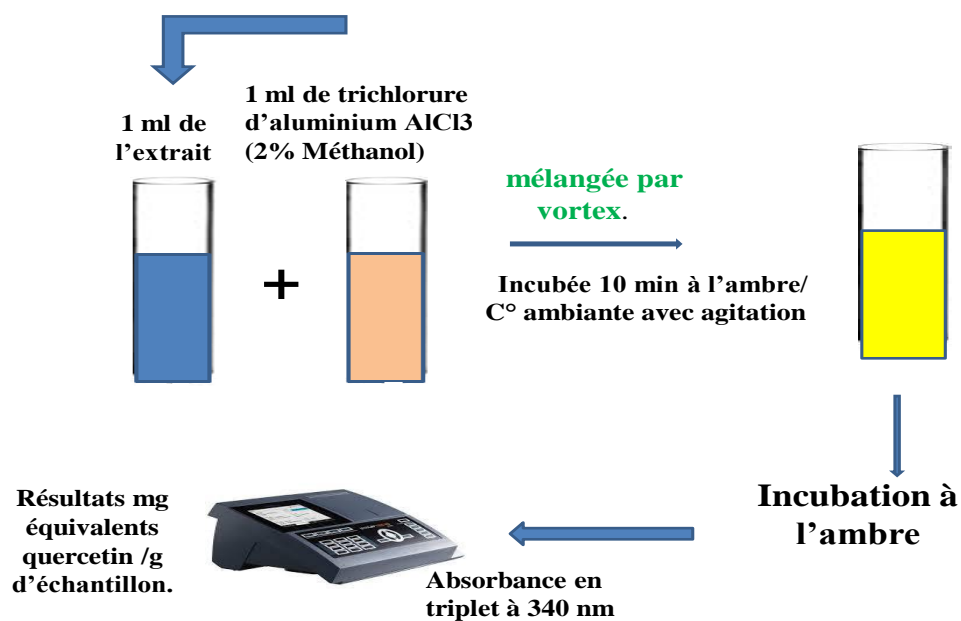 1 ml de
l'extrait
1 ml de trichlorure
d'aluminium AlCl3
(2% Méthanol)
+
mélangée par
vortex.
Incubée 10 min à l'ambre/
C° ambiante avec agitation
Incubation à
l'ambre
Absorbance en
triplet à 340 nm
Résultats mg
équivalents
quercetin /g
d'échantillon.